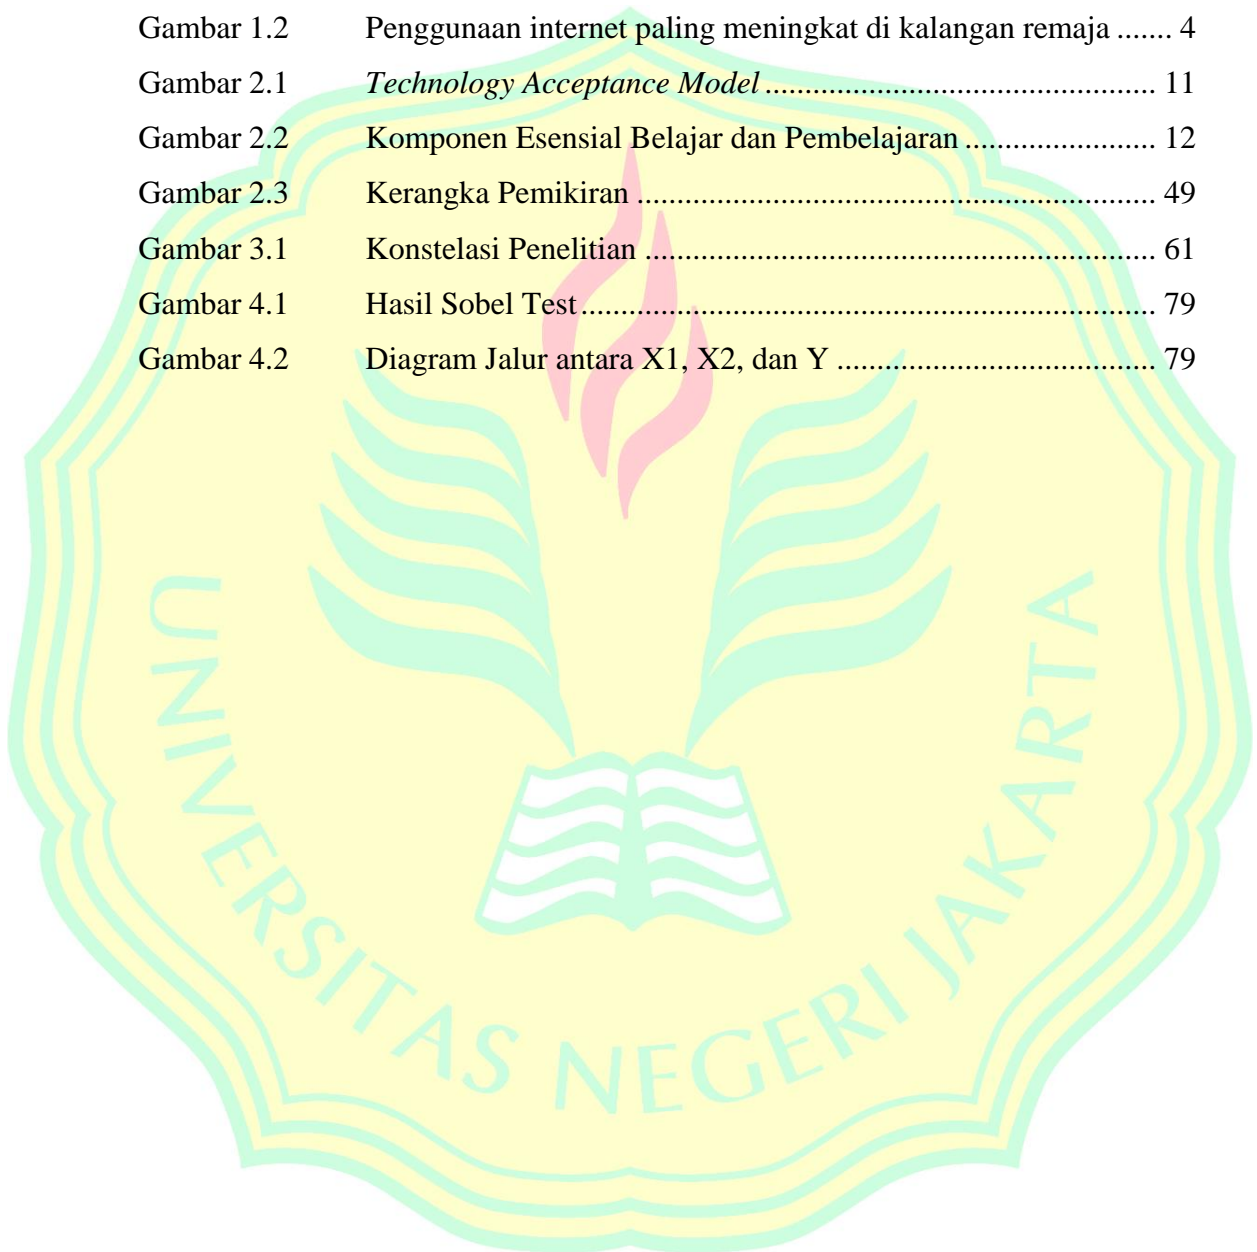 Gambar 1.2 Penggunaan internet paling meningkat di kalangan remaja ....... 4
Gambar 2.1 Technology Acceptance Model ................................................. 11
Gambar 2.2 Komponen Esensial Belajar dan Pembelajaran ........................ 12
Gambar 2.3 Kerangka Pemikiran ................................................................. 49
Gambar 3.1 Konstelasi Penelitian ................................................................ 61
Gambar 4.1 Hasil Sobel Test ........................................................................ 79
Gambar 4.2 Diagram Jalur antara X1, X2, dan Y ........................................ 79
UNIVERSITAS NEGERI JAKARTA